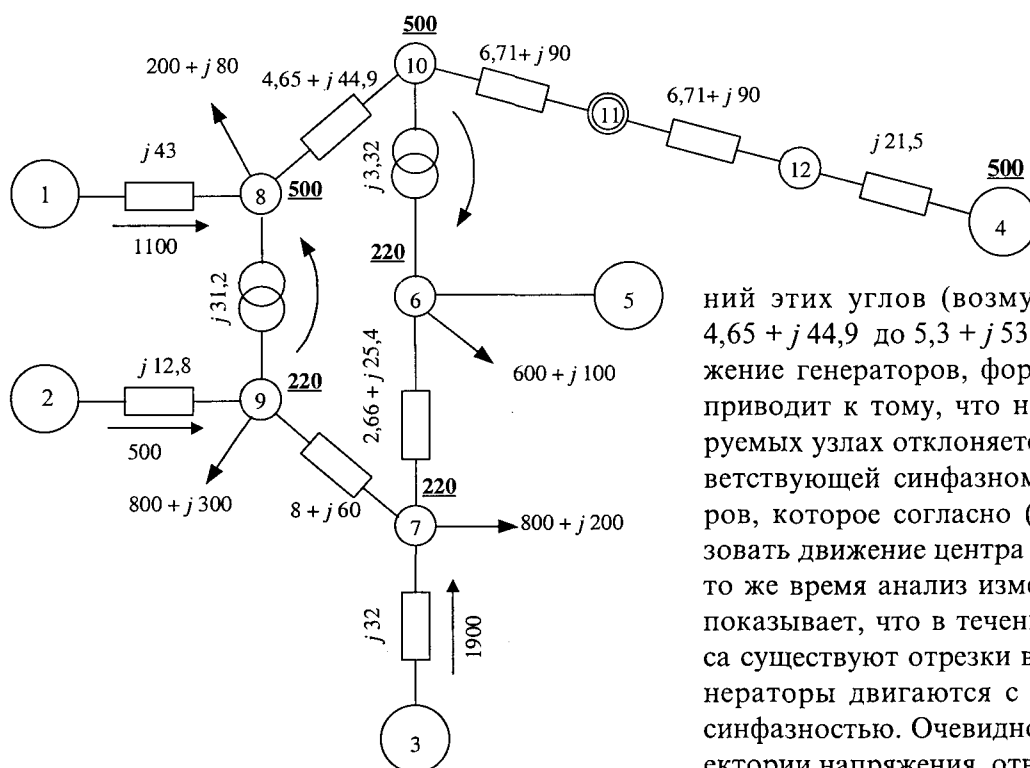 500
10
6,71+ j 90
200 + j 80
4,65 + j 44,9
11
6,71+ j 90
j 43
j 3,32
12
j 21,5
1
8
500
500
1100
4
220
j 31,2
6
5
ний этих углов (возму
4,65 + j 44,9 до 5,3 + j 53
j 12,8
220
2,66 + j 25,4
600 + j 100
жение генераторов, фор
2
9
приводит к тому, что н
500
руемых узлах отклоняетс
220
ветствующей синфазном
800 + j 300
8 + j 60
7
800 + j 200
ров, которое согласно (
зовать движение центра
то же время анализ изме
j 32
1900
показывает, что в течени
са существуют отрезки в
нераторы двигаются с
3
синфазностью. Очевидно
ектории напряжения, отв